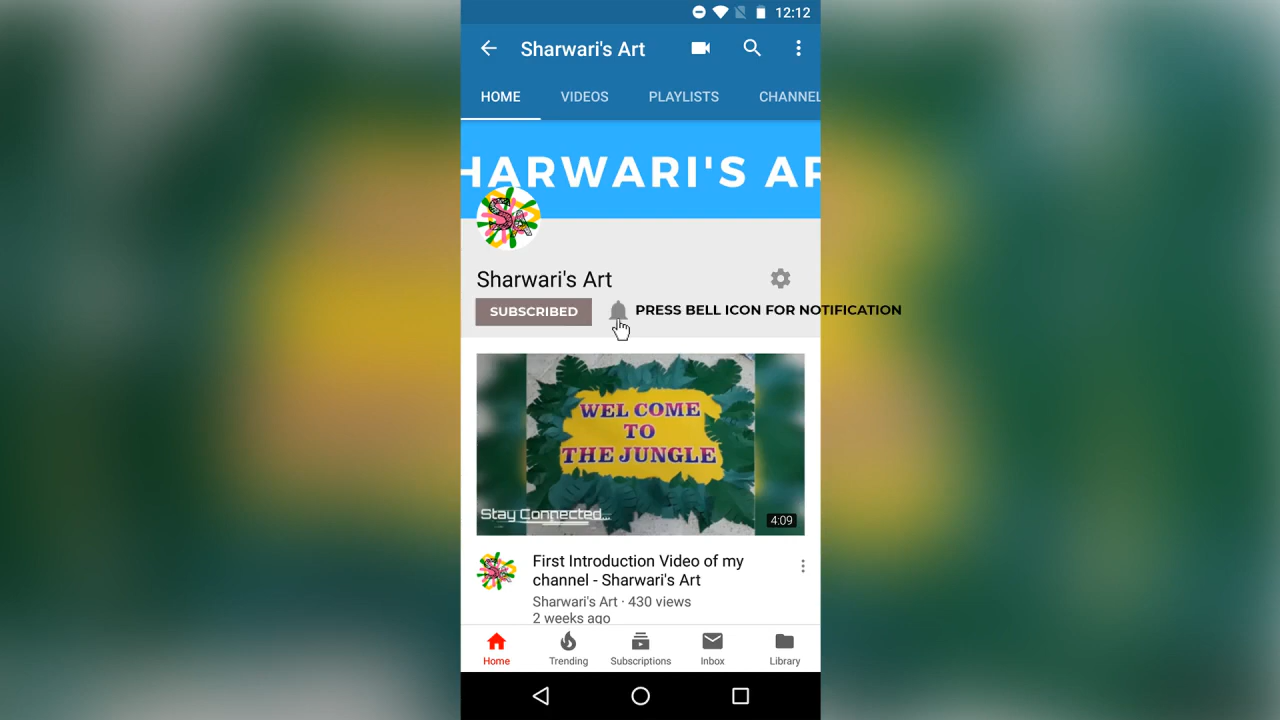 12:12
Sharwari's Art
HOME VIDEOS PLAYLISTS CHANNEL
HARWARI'S AR
SA
Sharwari's Art
SUBSCRIBED PRESS BELL ICON FOR NOTIFICATION
WEL COME
TO
THE JUNGLE
Stay Connected...
4:09
First Introduction Video of my
channel - Sharwari's Art
Sharwari's Art · 430 views
2 weeks ago
Home Trending Subscriptions Inbox Library